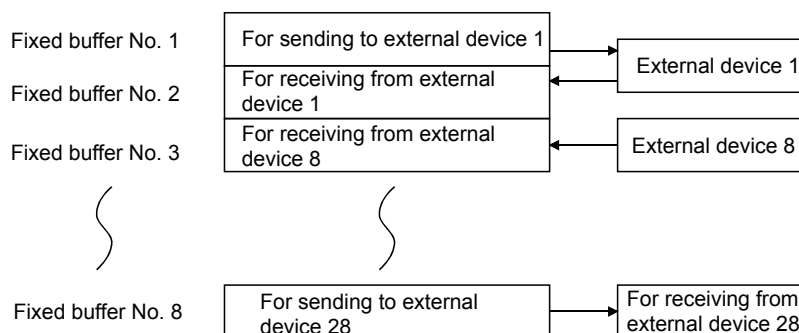 Fixed buffer No. 1
For sending to external device 1
External device 1
Fixed buffer No. 2
For receiving from external
device 1
Fixed buffer No. 3
For receiving from external
device 8
External device 8
Fixed buffer No. 8
For sending to external
device 28
For receiving from
external device 28